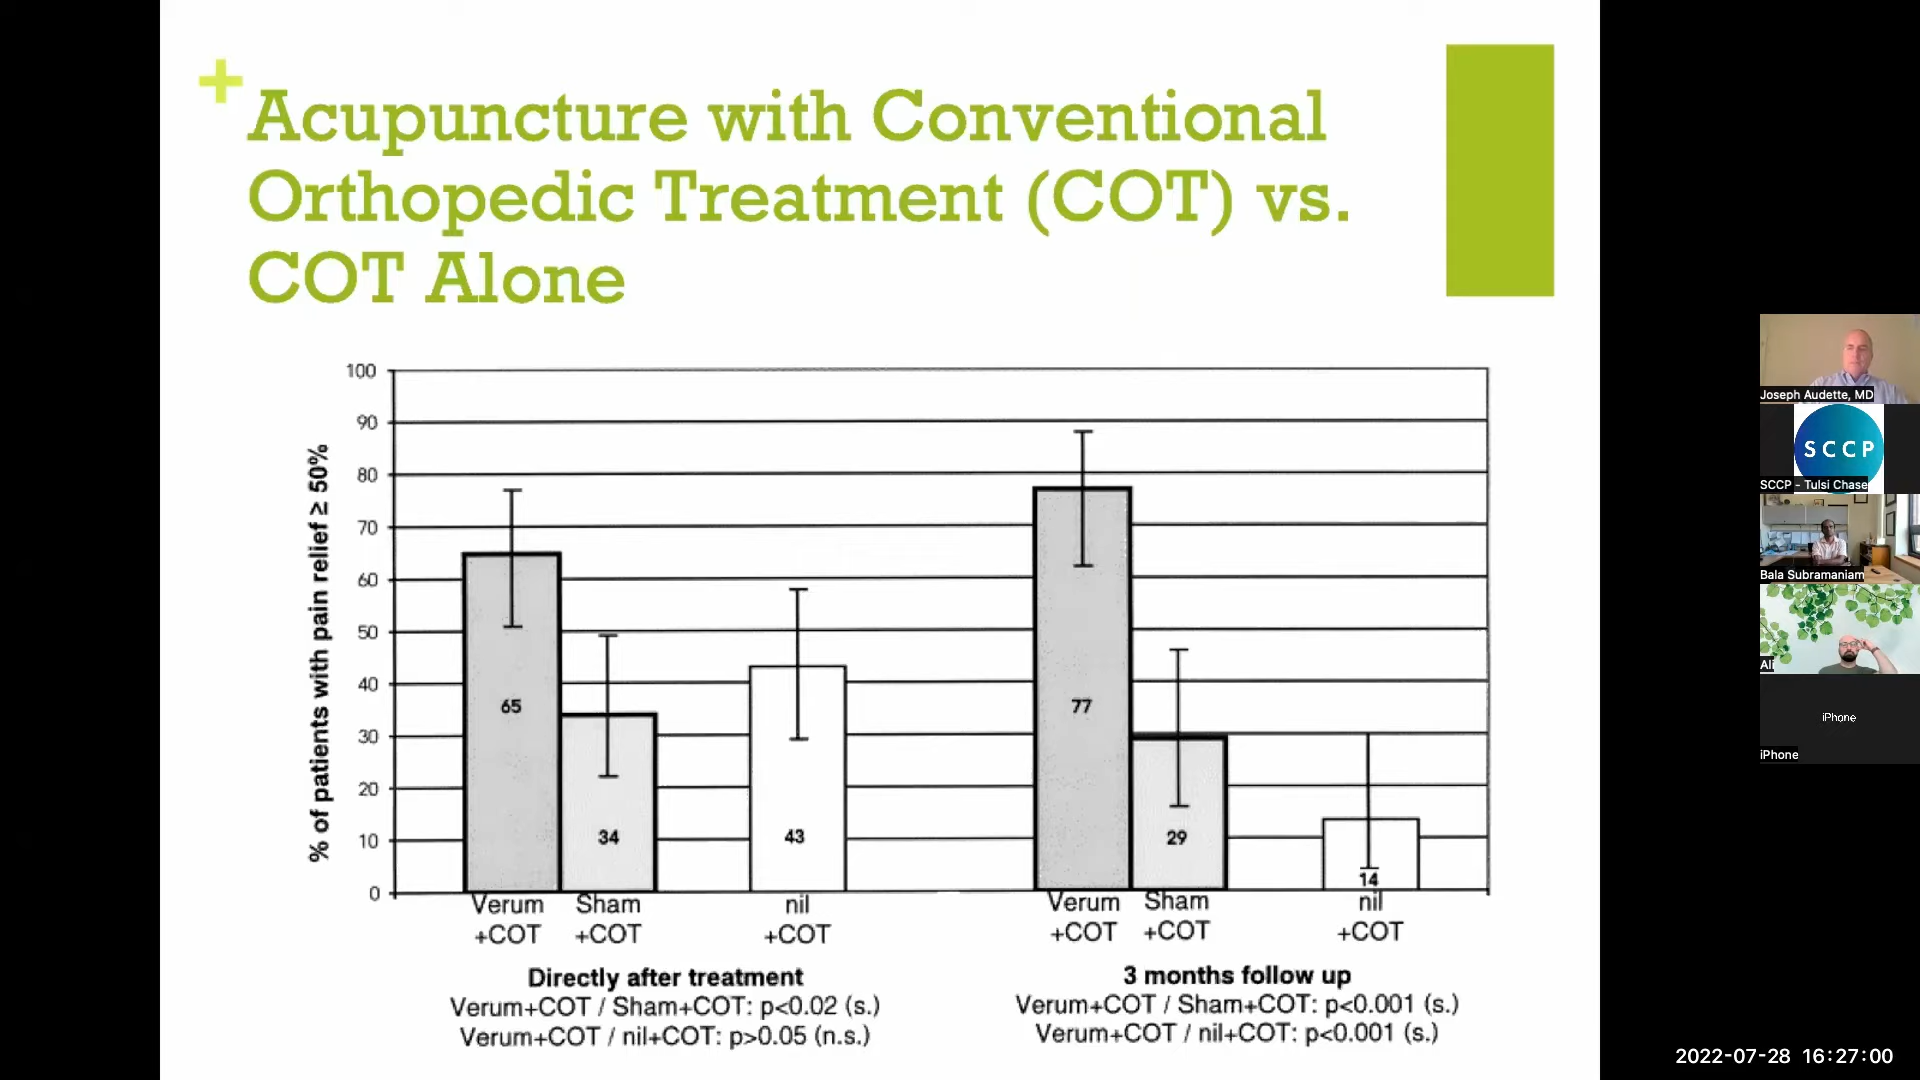 +
Acupuncture with Conventional
Orthopedic Treatment (COT) vs.
COT Alone
% of patients with pain relief ≥ 50%
100
90
80
70
60
50
40
30
20
10
0
65
34
43
77
29
14
Verum
+COT
Sham
+COT
nil
+COT
Verum
+COT
Sham
+COT
nil
+COT
Directly after treatment
Verum+COT / Sham+COT: p<0.02 (s.)
Verum+COT / nil+COT: p>0.05 (n.s.)
3 months follow up
Verum+COT / Sham+COT: p<0.001 (s.)
Verum+COT / nil+COT: p<0.001 (s.)
Joseph Audette, MD
SCCP
SCCP - Tulsi Chase
Bala Subramaniam
Ali
iPhone
iPhone
2022-07-28 16:27:00